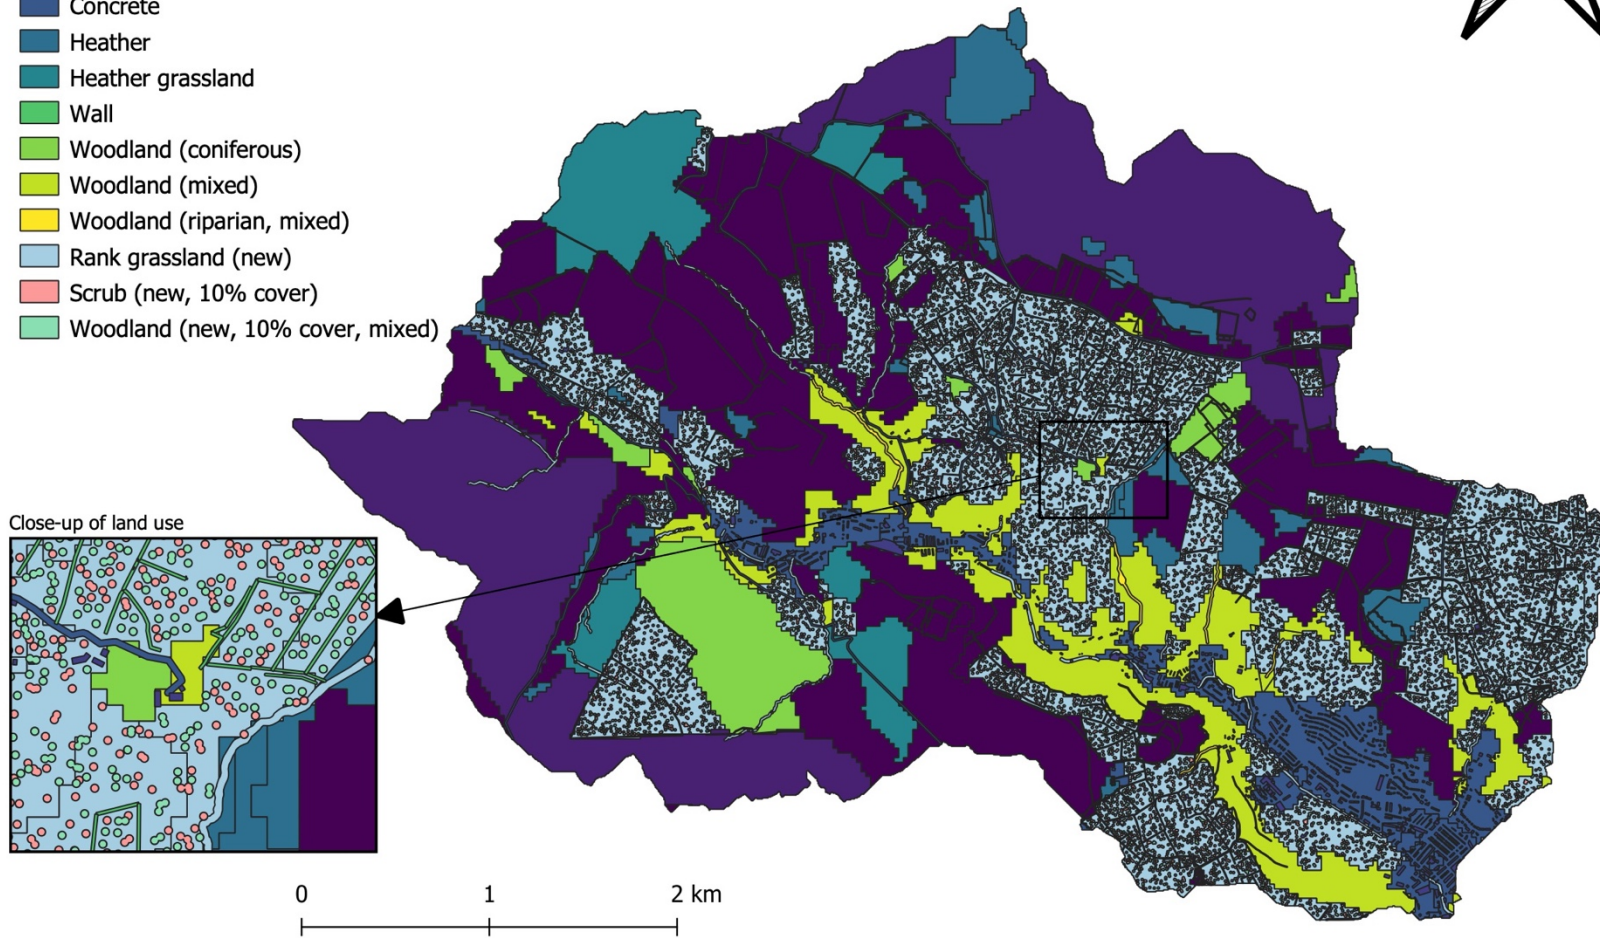 Concrete
Heather
Heather grassland
Wall
Woodland (coniferous)
Woodland (mixed)
Woodland (riparian, mixed)
Rank grassland (new)
Scrub (new, 10% cover)
Woodland (new, 10% cover, mixed)
Close-up of land use
0 1 2 km